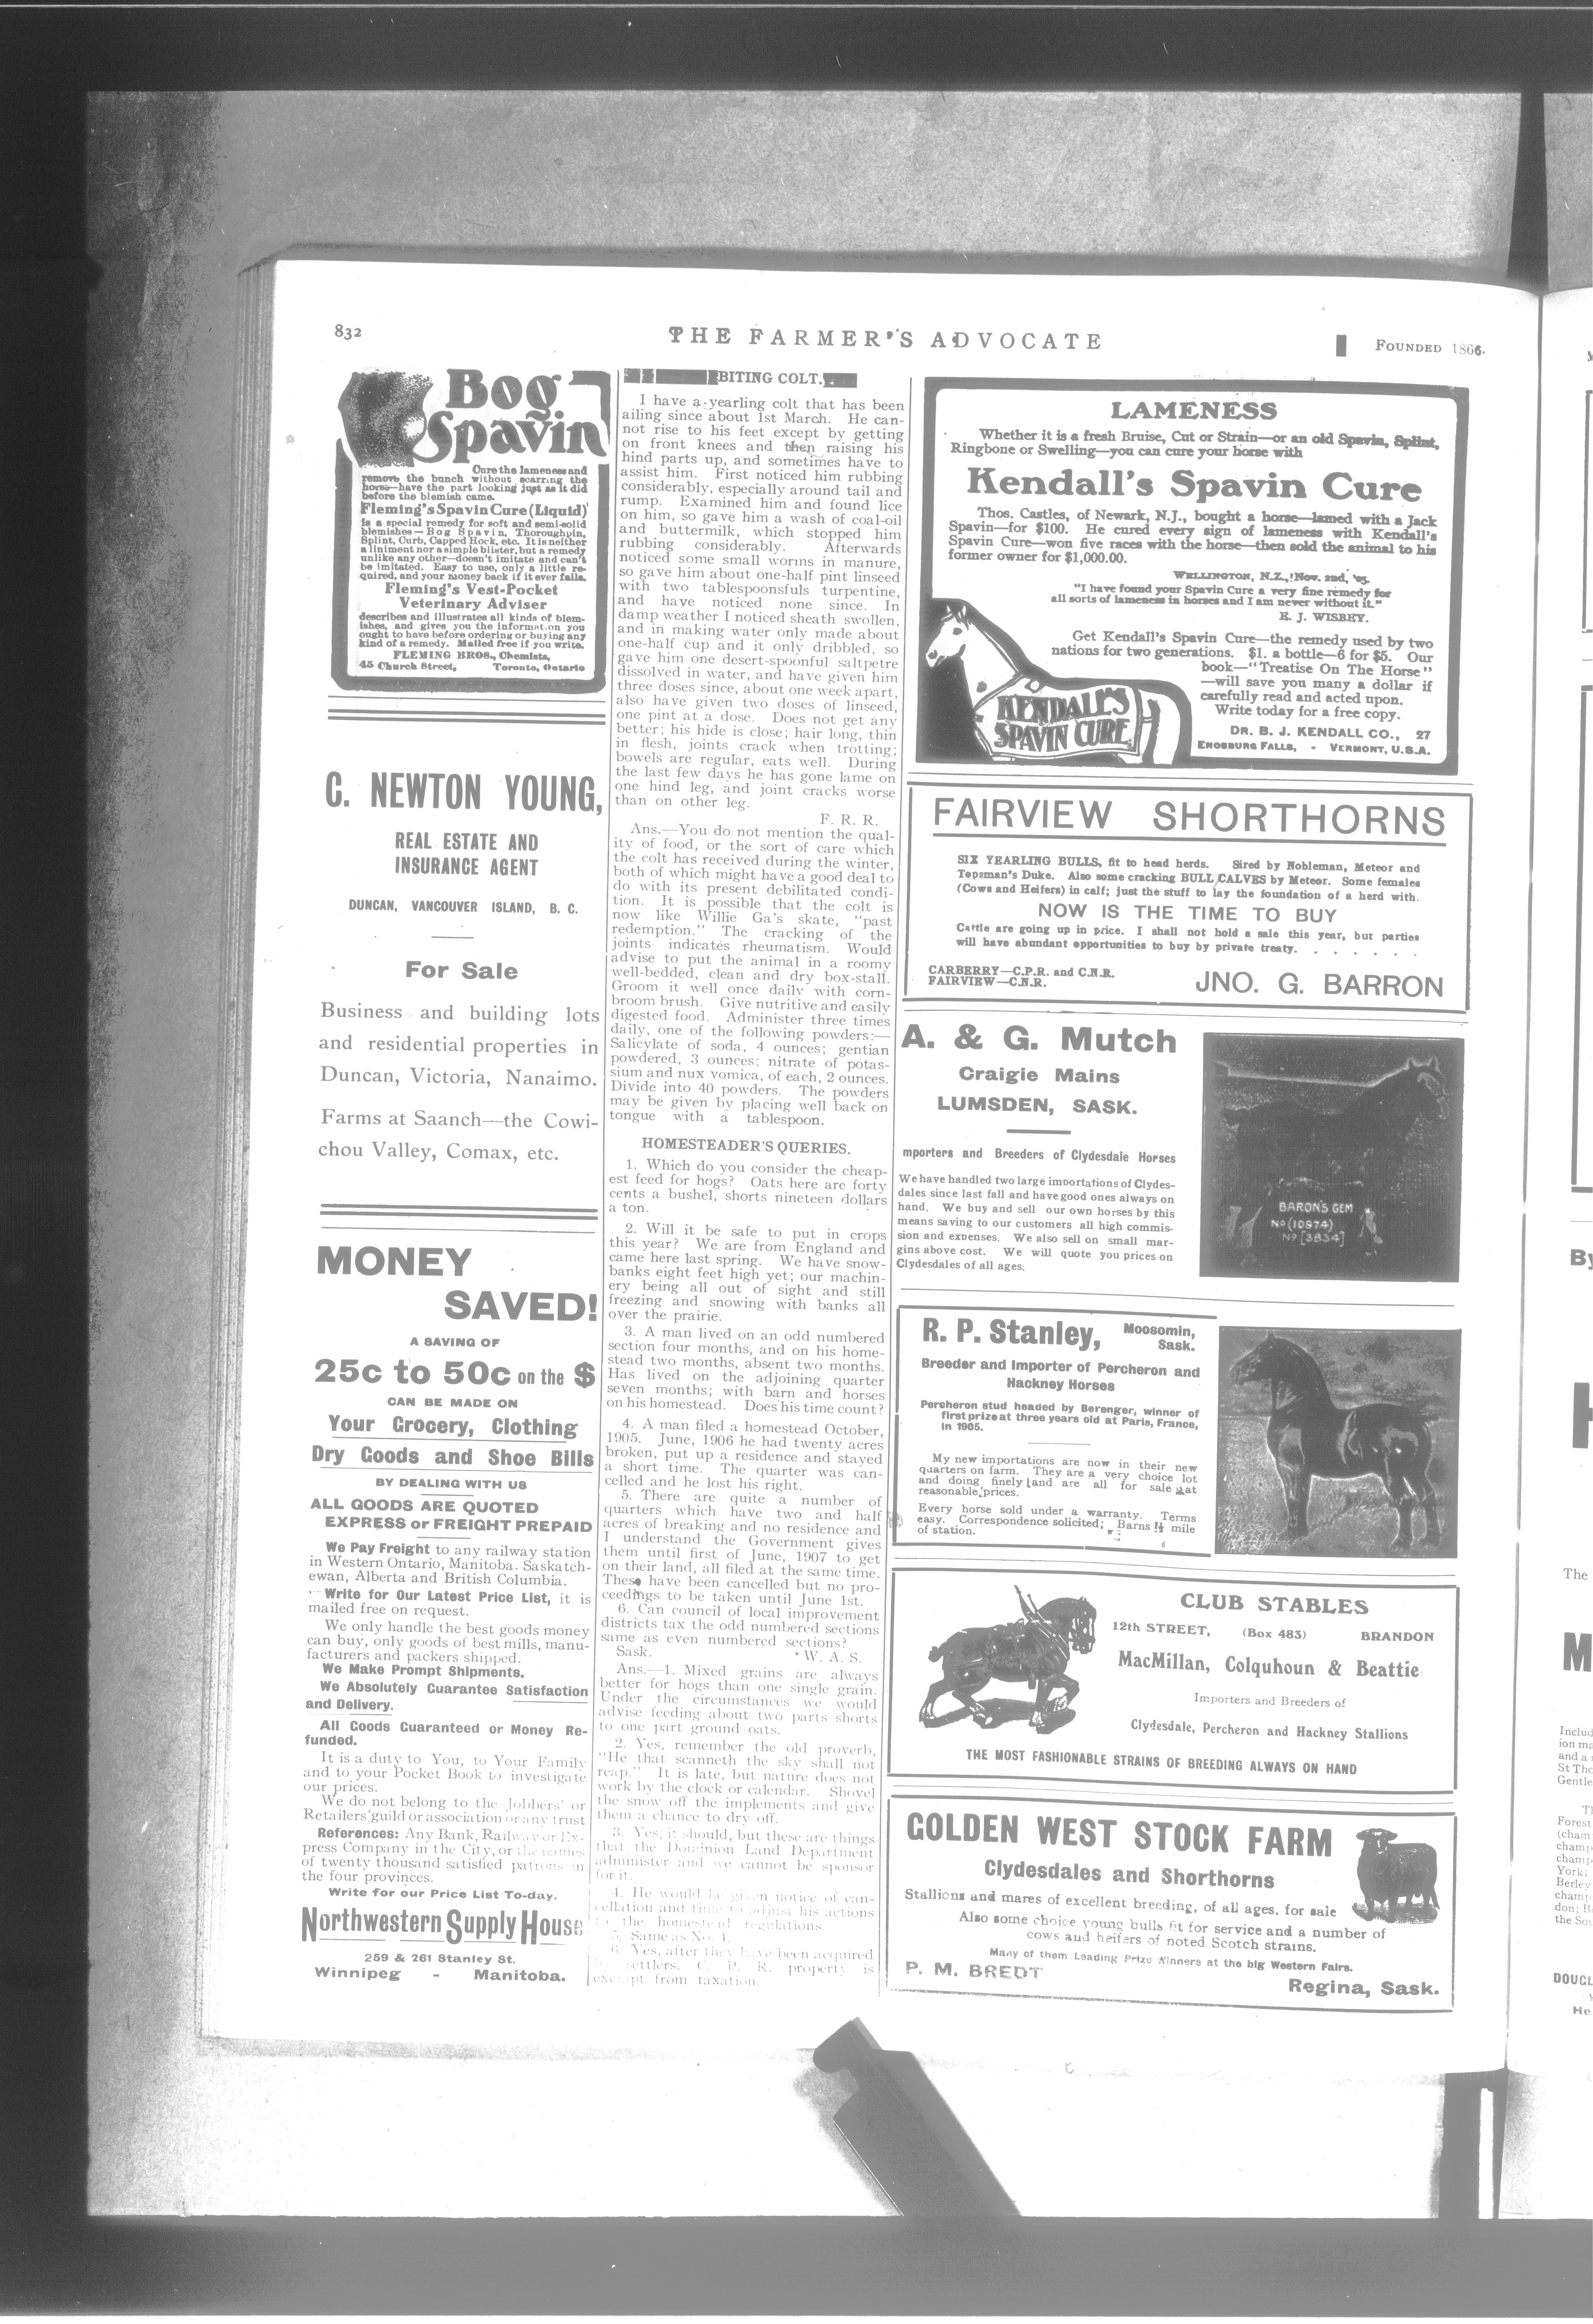 832
THE FARMER'S ADVOCATE
FOUNDED 1866.
Bog
Spavin
Cure the lameness and
remove the bunch without scarring the
horse—have the part looking just as it did
before the blemish came.
Fleming's Spavin Cure (Liquid)
is a special remedy for soft and semi-solid
blemishes—Bog Spavin, Thoroughpin,
Splint, Curb, Capped Hock, etc. It is neither
a liniment nor a simple blister, but a remedy
unlike any other—doesn't imitate and can't
be imitated. Easy to use, only a little re-
quired, and your money back if it ever fails.
Fleming's Vest-Pocket
Veterinary Adviser
describes and illustrates all kinds of blem-
ishes, and gives you the information you
ought to have before ordering or buying any
kind of a remedy. Mailed free if you write.
FLEMING BROS., Chemists,
45 Church Street, Toronto, Ontario
C. NEWTON YOUNG,
REAL ESTATE AND
INSURANCE AGENT
DUNCAN, VANCOUVER ISLAND, B. C.
For Sale
Business and building lots
and residential properties in
Duncan, Victoria, Nanaimo.
Farms at Saanch—the Cowi-
chou Valley, Comax, etc.
MONEY
SAVED!
A SAVING OF
25c to 50c on the $
CAN BE MADE ON
Your Grocery, Clothing
Dry Goods and Shoe Bills
BY DEALING WITH US
ALL GOODS ARE QUOTED
EXPRESS or FREIGHT PREPAID
We Pay Freight to any railway station
in Western Ontario, Manitoba. Saskatch-
ewan, Alberta and British Columbia.
Write for Our Latest Price List, it is
mailed free on request.
We only handle the best goods money
can buy, only goods of best mills, manu-
facturers and packers shipped.
We Make Prompt Shipments.
We Absolutely Guarantee Satisfaction
and Delivery.
All Goods Guaranteed or Money Re-
funded.
It is a duty to You, to Your Family
and to your Pocket Book to investigate
our prices.
We do not belong to the Jobbers' or
Retailers' guild or association or any trust
References: Any Bank, Railway or Ex-
press Company in the City, or the names
of twenty thousand satisfied patrons in
the four provinces.
Write for our Price List To-day.
Northwestern Supply House
259 & 261 Stanley St.
Winnipeg - Manitoba.
BITING COLT.
I have a yearling colt that has been
ailing since about 1st March. He can-
not rise to his feet except by getting
on front knees and then raising his
hind parts up, and sometimes have to
assist him. First noticed him rubbing
considerably, especially around tail and
rump. Examined him and found lice
on him, so gave him a wash of coal-oil
and buttermilk, which stopped him
rubbing considerably. Afterwards
noticed some small worms in manure,
so gave him about one-half pint linseed
with two tablespoonsfuls turpentine,
and have noticed none since. In
damp weather I noticed sheath swollen,
and in making water only made about
one-half cup and it only dribbled, so
gave him one desert-spoonful saltpetre
dissolved in water, and have given him
three doses since, about one week apart,
also have given two doses of linseed,
one pint at a dose. Does not get any
better; his hide is close; hair long, thin
in flesh, joints crack when trotting;
bowels are regular, eats well. During
the last few days he has gone lame on
one hind leg, and joint cracks worse
than on other leg.
F. R. R.
Ans.—You do not mention the qual-
ity of food, or the sort of care which
the colt has received during the winter,
both of which might have a good deal to
do with its present debilitated condi-
tion. It is possible that the colt is
now like Willie Ga's skate, "past
redemption." The cracking of the
joints indicates rheumatism. Would
advise to put the animal in a roomy
well-bedded, clean and dry box-stall.
Groom it well once daily with corn-
broom brush. Give nutritive and easily
digested food. Administer three times
daily, one of the following powders:—
Salicylate of soda, 4 ounces; gentian
powdered, 3 ounces; nitrate of potas-
sium and nux vomica, of each, 2 ounces.
Divide into 40 powders. The powders
may be given by placing well back on
tongue with a tablespoon.
HOMESTEADER'S QUERIES.
1. Which do you consider the cheap-
est feed for hogs? Oats here are forty
cents a bushel, shorts nineteen dollars
a ton.
2. Will it be safe to put in crops
this year? We are from England and
came here last spring. We have snow-
banks eight feet high yet; our machin-
ery being all out of sight and still
freezing and snowing with banks all
over the prairie.
3. A man lived on an odd numbered
section four months, and on his home-
stead two months, absent two months.
Has lived on the adjoining quarter
seven months; with barn and horses
on his homestead. Does his time count?
4. A man filed a homestead October,
1905. June, 1906 he had twenty acres
broken, put up a residence and stayed
a short time. The quarter was can-
celled and he lost his right.
5. There are quite a number of
quarters which have two and half
acres of breaking and no residence and
I understand the Government gives
them until first of June, 1907 to get
on their land, all filed at the same time.
These have been cancelled but no pro-
ceedings to be taken until June 1st.
6. Can council of local improvement
districts tax the odd numbered sections
same as even numbered sections?
Sask. W. A. S.
Ans.—1. Mixed grains are always
better for hogs than one single grain.
Under the circumstances we would
advise feeding about two parts shorts
to one part ground oats.
2. Yes, remember the old proverb,
"He that scanneth the sky shall not
reap." It is late, but nature does not
work by the clock or calendar. Shovel
the snow off the implements and give
them a chance to dry off.
3. Yes, it should, but these are things
that the Dominion Land Department
administer and we cannot be sponsor
for it.
4. He would be given notice of can-
cellation and time to adjust his actions
to the homestead regulations.
5. Same as No. 4.
6. Yes, after they have been acquired
by settlers. C. P. R. property is
exempt from taxation.
LAMENESS
Whether it is a fresh Bruise, Cut or Strain—or an old Spavin, Splint,
Ringbone or Swelling—you can cure your horse with
Kendall's Spavin Cure
Thos. Castles, of Newark, N.J., bought a horse—lamed with a Jack
Spavin—for $100. He cured every sign of lameness with Kendall's
Spavin Cure—won five races with the horse—then sold the animal to his
former owner for $1,000.00.
WELLINGTON, N.Z., Nov. 2nd, '05.
"I have found your Spavin Cure a very fine remedy for
all sorts of lameness in horses and I am never without it."
E. J. WISBEY.
Get Kendall's Spavin Cure—the remedy used by two
nations for two generations. $1. a bottle—6 for $5. Our
book—"Treatise On The Horse"
—will save you many a dollar if
carefully read and acted upon.
Write today for a free copy.
DR. B. J. KENDALL CO., 27
ENOSBURG FALLS, - VERMONT, U.S.A.
KENDALL'S
SPAVIN CURE
FAIRVIEW SHORTHORNS
SIX YEARLING BULLS, fit to head herds. Sired by Nobleman, Meteor and
Topsman's Duke. Also some cracking BULL CALVES by Meteor. Some females
(Cows and Heifers) in calf; just the stuff to lay the foundation of a herd with.
NOW IS THE TIME TO BUY
Cattle are going up in price. I shall not hold a sale this year, but parties
will have abundant opportunities to buy by private treaty. . . . . . .
CARBERRY—C.P.R. and C.N.R.
FAIRVIEW—C.N.R.
JNO. G. BARRON
A. & G. Mutch
Craigie Mains
LUMSDEN, SASK.
mporters and Breeders of Clydesdale Horses
We have handled two large importations of Clydes-
dales since last fall and have good ones always on
hand. We buy and sell our own horses by this
means saving to our customers all high commis-
sion and expenses. We also sell on small mar-
gins above cost. We will quote you prices on
Clydesdales of all ages.
BARON'S GEM
No (10974)
No [3834]
R. P. Stanley, Moosomin,
Sask.
Breeder and Importer of Percheron and
Hackney Horses
Percheron stud headed by Berenger, winner of
first prize at three years old at Paris, France,
in 1905.
My new importations are now in their new
quarters on farm. They are a very choice lot
and doing finely and are all for sale at
reasonable prices.
Every horse sold under a warranty. Terms
easy. Correspondence solicited; Barns 1½ mile
of station.
CLUB STABLES
12th STREET, (Box 483) BRANDON
MacMillan, Colquhoun & Beattie
Importers and Breeders of
Clydesdale, Percheron and Hackney Stallions
THE MOST FASHIONABLE STRAINS OF BREEDING ALWAYS ON HAND
GOLDEN WEST STOCK FARM
Clydesdales and Shorthorns
Stallions and mares of excellent breeding, of all ages, for sale
Also some choice young bulls fit for service and a number of
cows and heifers of noted Scotch strains.
Many of them Leading Prize Winners at the big Western Fairs.
P. M. BREDT
Regina, Sask.
By
The
Includ
ion ma
and a
St Tho
Gentle
Forest
(cham
champ
champ
York;
Berley
champ
don; B
the Sou
DOUGL
He